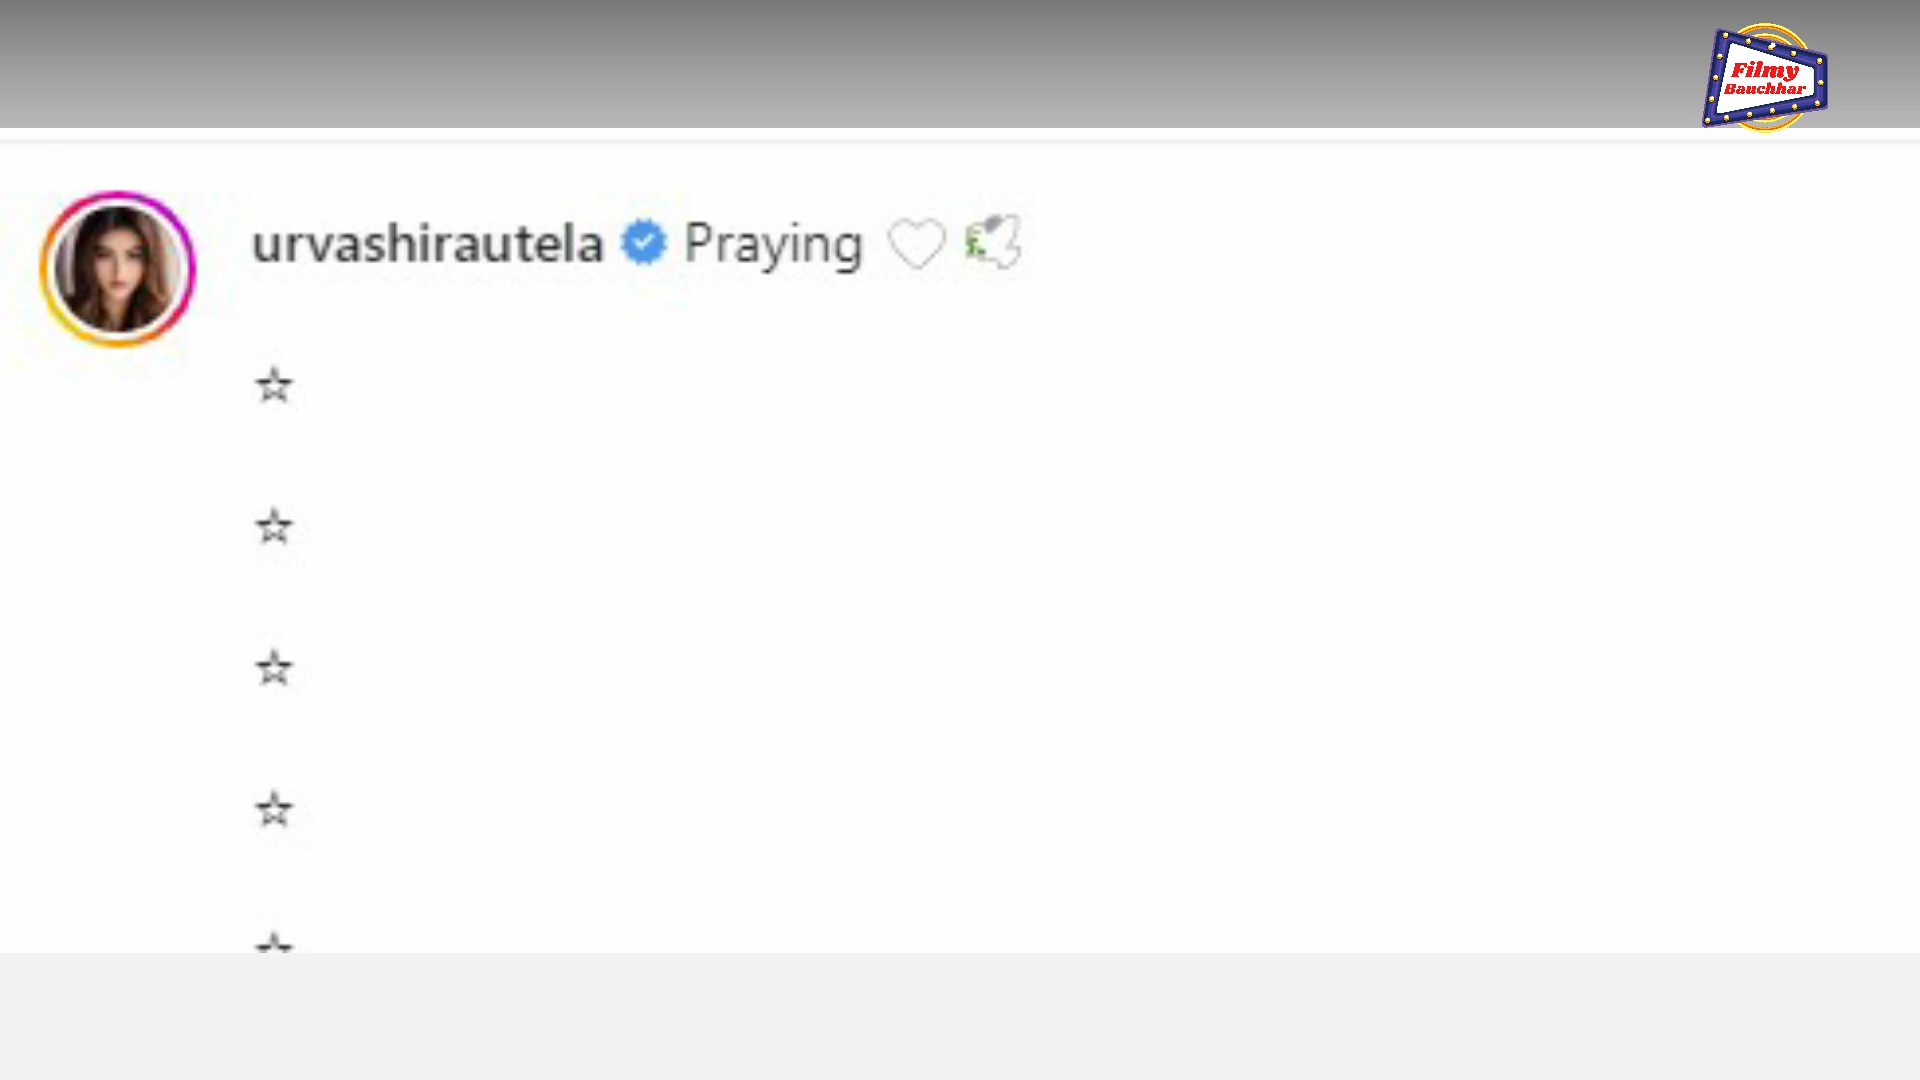 Filmy
Bauchhar
urvashirautela Praying 🤍 🕊
☆
☆
☆
☆
☆